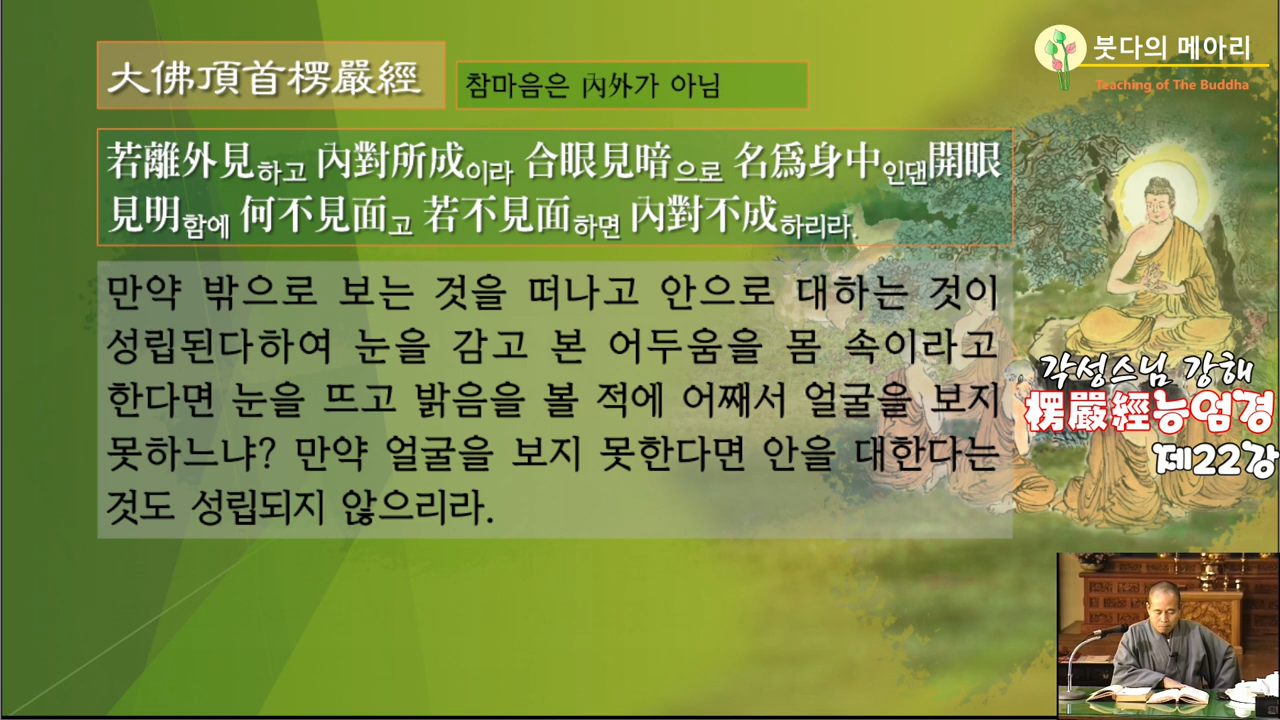 大佛頂首楞嚴經
참마음은 內外가 아님
若離外見하고 內對所成이라 合眼見暗으로 名爲身中인댄開眼
見明함에 何不見面고 若不見面하면 內對不成하리라.
만약 밖으로 보는 것을 떠나고 안으로 대하는 것이
성립된다하여 눈을 감고 본 어두움을 몸 속이라고
한다면 눈을 뜨고 밝음을 볼 적에 어째서 얼굴을 보지
못하느냐? 만약 얼굴을 보지 못한다면 안을 대한다는
것도 성립되지 않으리라.
붓다의 메아리
Teaching of The Buddha
각성스님 강해
楞嚴經능엄경
제22강